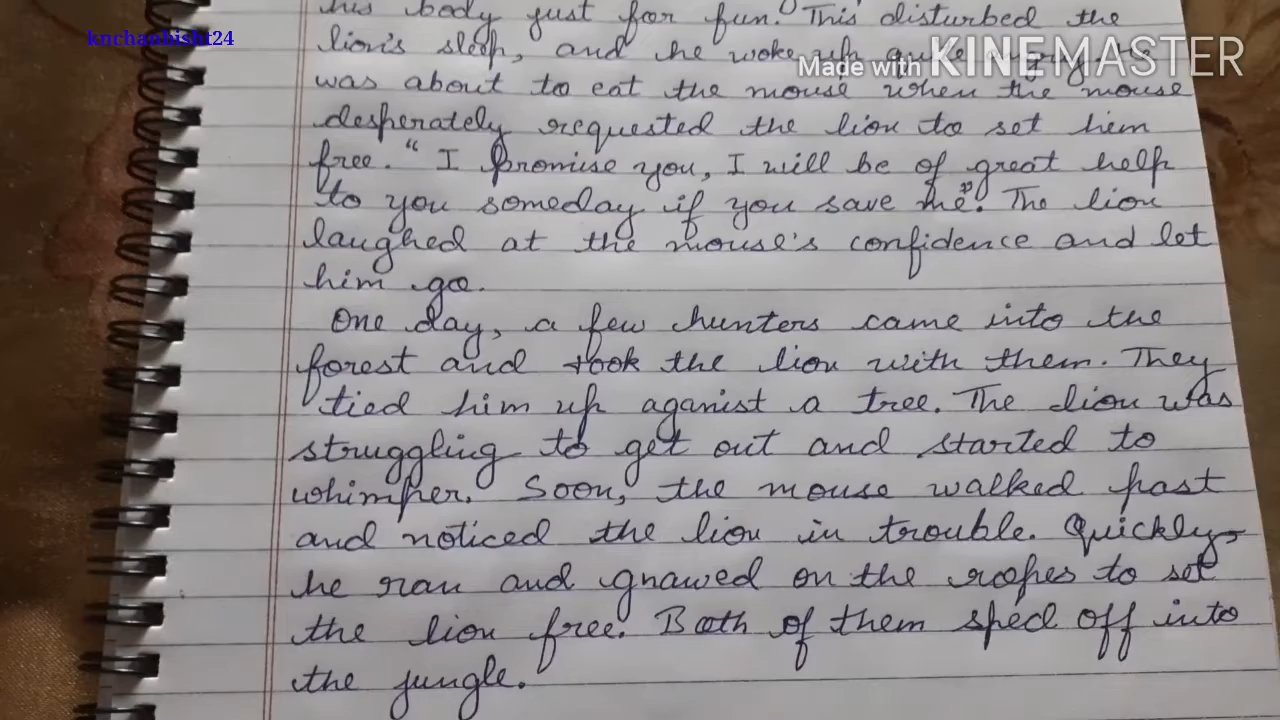 his body just for fun. This disturbed the
knchanbisht24
lion's sleep, and he woke up quite angry. He
Made with KINEMASTER
was about to eat the mouse when the mouse
desperately requested the lion to set him
free. "I promise you, I will be of great help
to you someday if you save me". The lion
laughed at the mouse's confidence and let
him go.
One day, a few hunters came into the
forest and took the lion with them. They
tied him up aganist a tree. The lion was
struggling to get out and started to
whimper. Soon, the mouse walked past
and noticed the lion in trouble. Quickly,
he ran and gnawed on the ropes to set
the lion free. Both of them sped off into
the jungle.